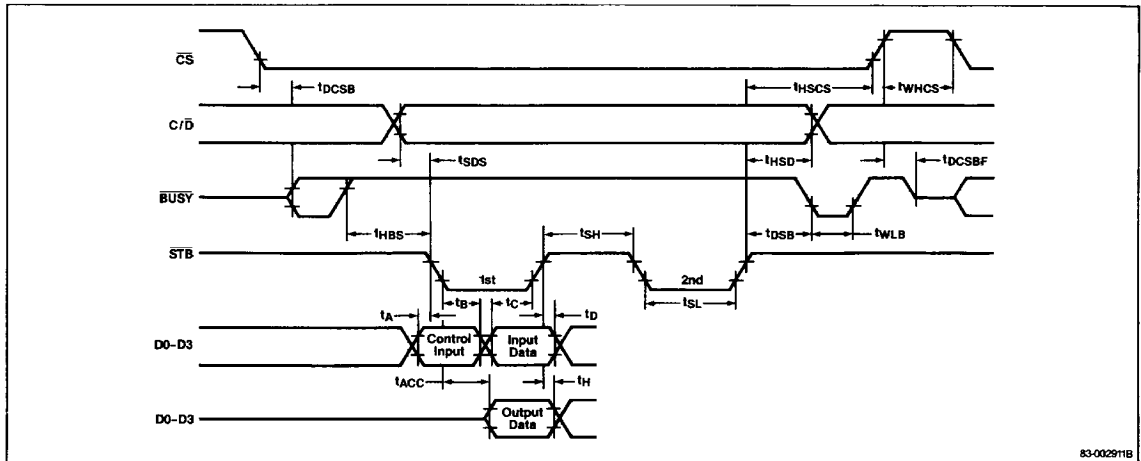 CS
tDCSB
tHSCS
tWHCS
C/D
tSDS
tHSD
tDCSBF
BUSY
tHBS
tSH
tDSB
tWLB
STB
1st
2nd
tB
tC
tSL
tA
tD
D0-D3
Control
Input
Input
Data
tACC
tH
D0-D3
Output
Data
83-002911B